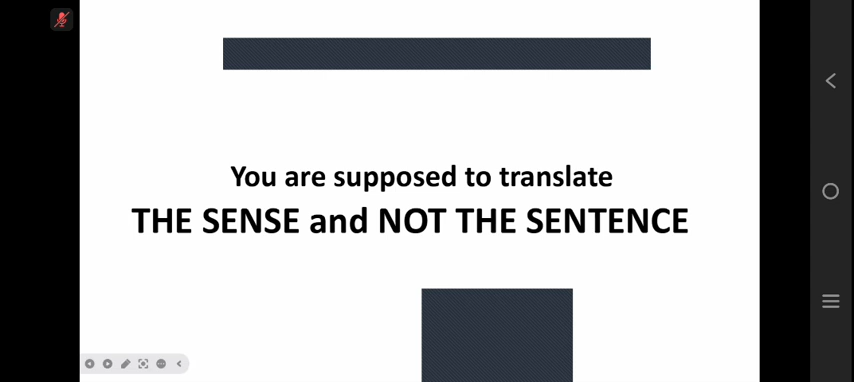 You are supposed to translate
THE SENSE and NOT THE SENTENCE